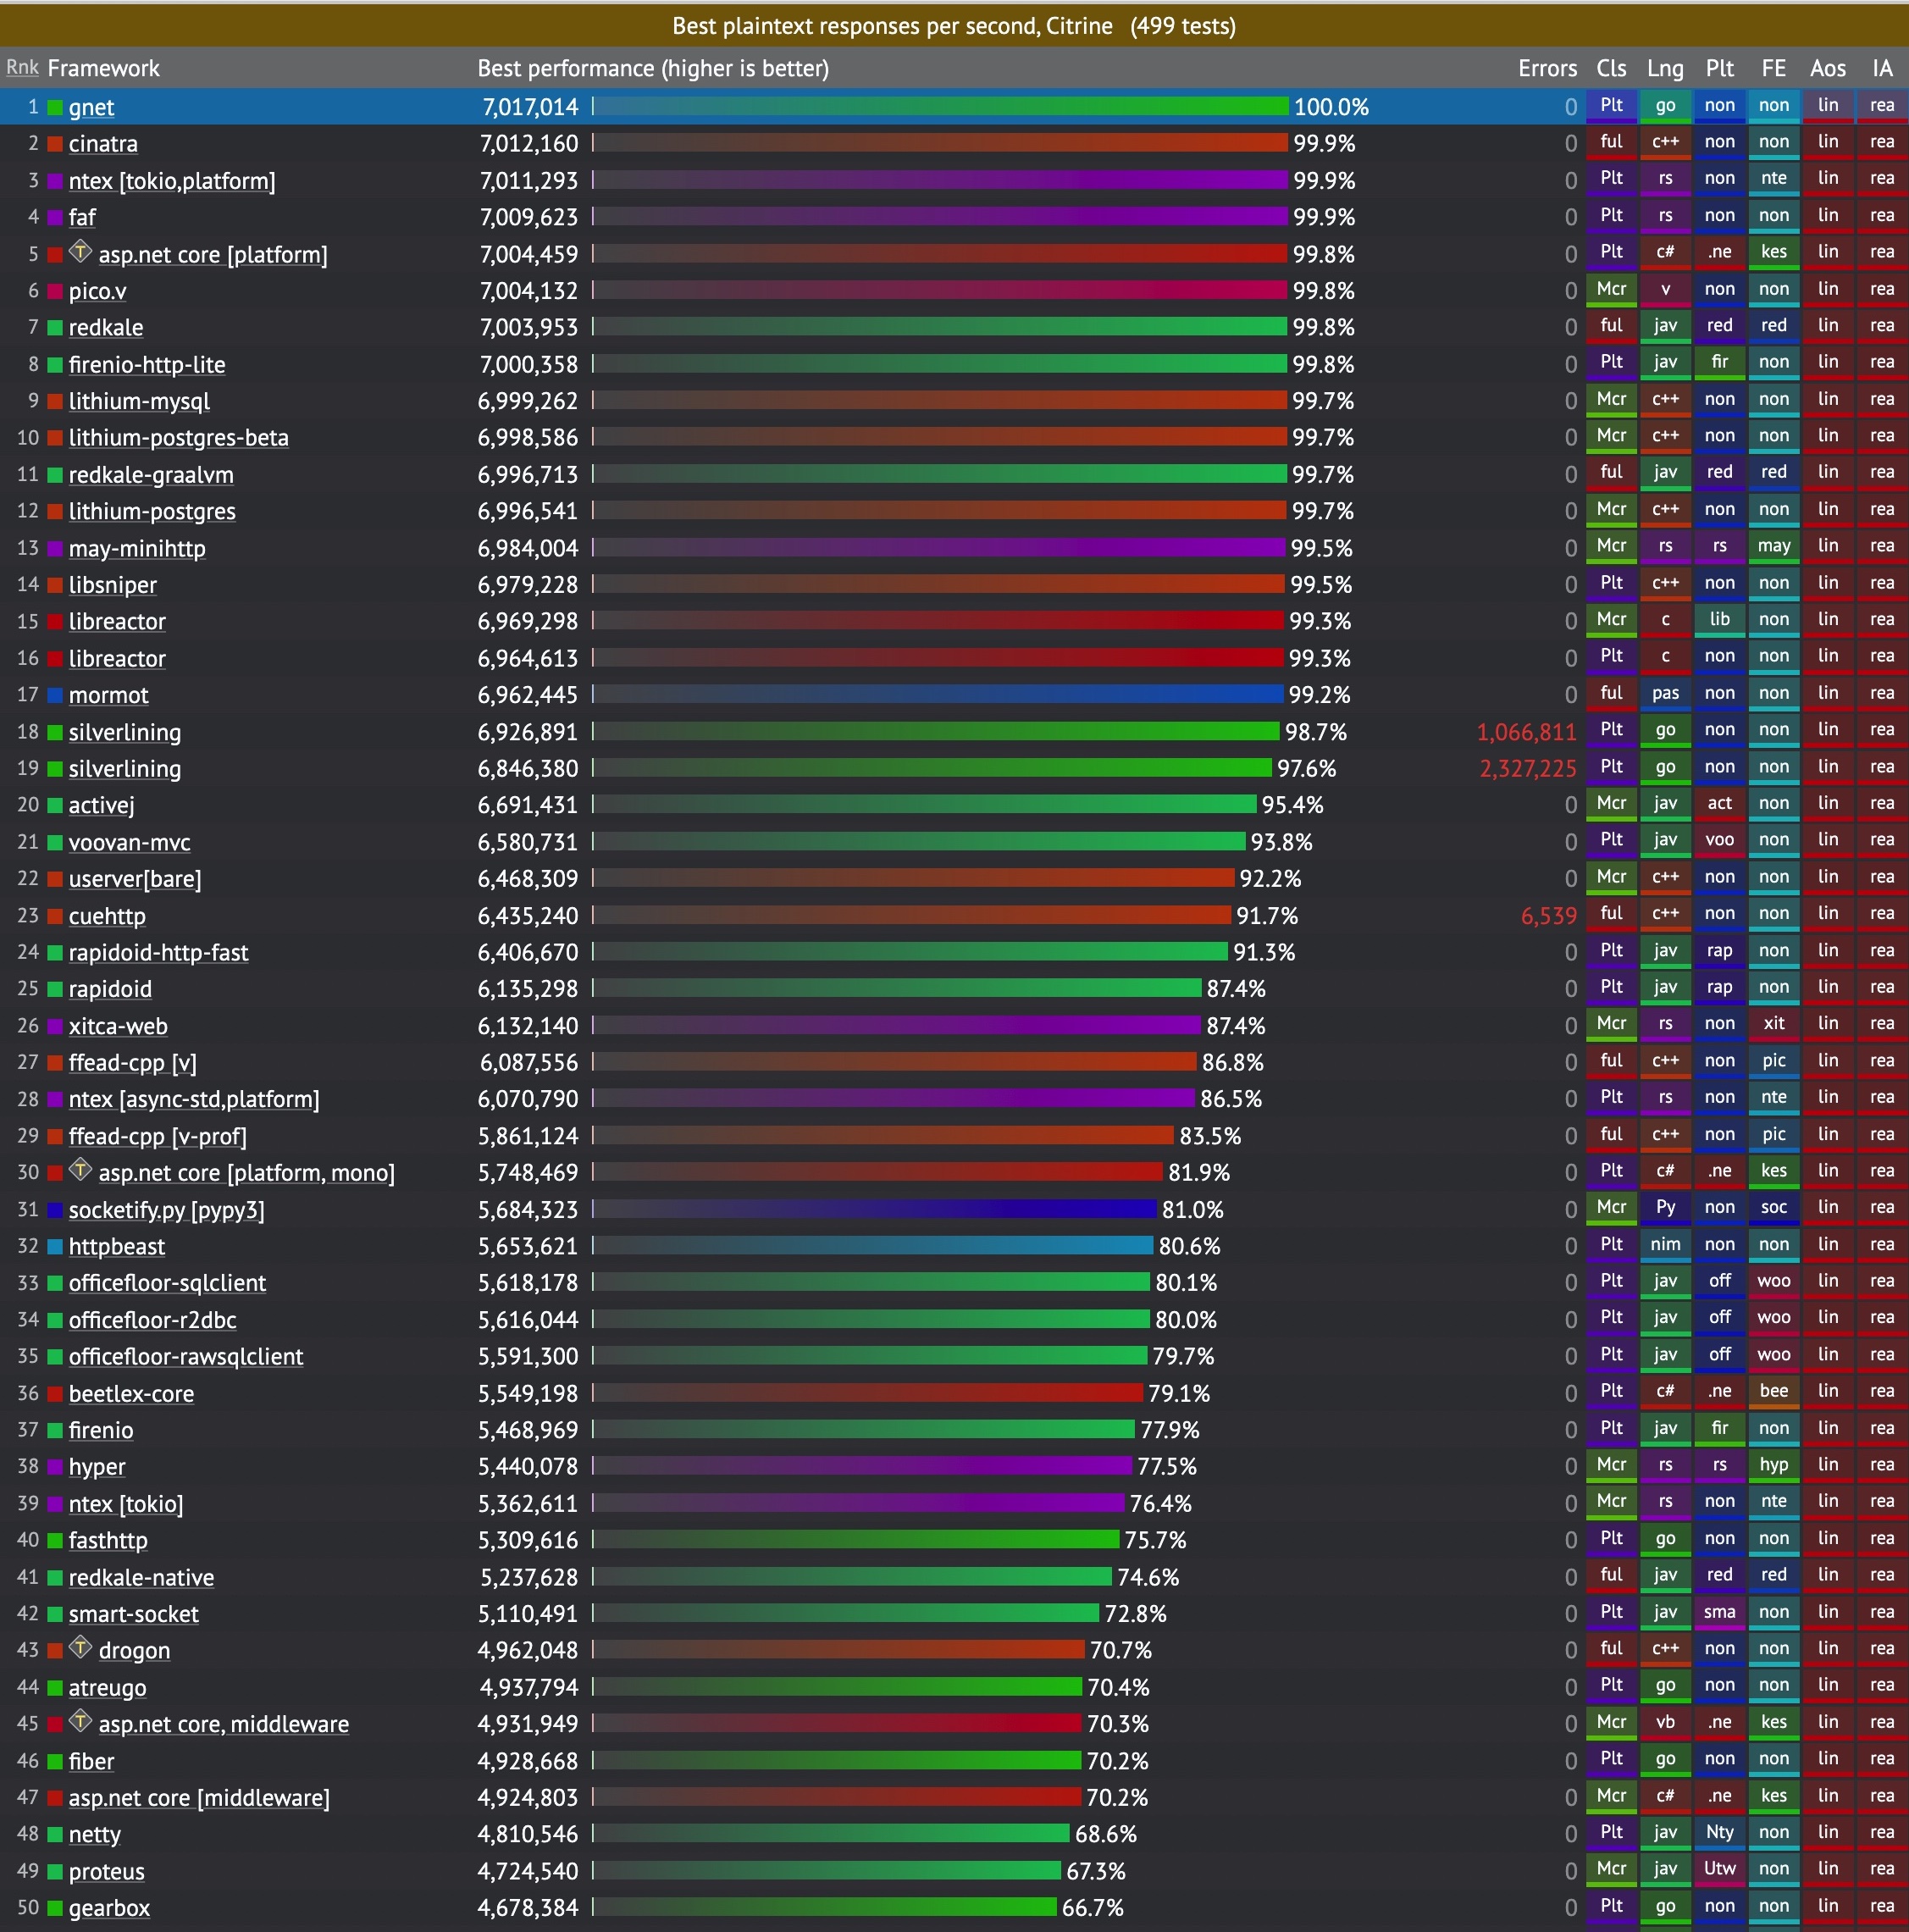 Best plaintext responses per second, Citrine (499 tests)
Rnk Framework Best performance (higher is better) Errors Cls Lng Plt FE Aos IA
1 gnet 7,017,014 100.0% 0 Plt go non non lin rea
2 cinatra 7,012,160 99.9% 0 ful c++ non non lin rea
3 ntex [tokio,platform] 7,011,293 99.9% 0 Plt rs non nte lin rea
4 faf 7,009,623 99.9% 0 Plt rs non non lin rea
5 T asp.net core [platform] 7,004,459 99.8% 0 Plt c# .ne kes lin rea
6 pico.v 7,004,132 99.8% 0 Mcr v non non lin rea
7 redkale 7,003,953 99.8% 0 ful jav red red lin rea
8 firenio-http-lite 7,000,358 99.8% 0 Plt jav fir non lin rea
9 lithium-mysql 6,999,262 99.7% 0 Mcr c++ non non lin rea
10 lithium-postgres-beta 6,998,586 99.7% 0 Mcr c++ non non lin rea
11 redkale-graalvm 6,996,713 99.7% 0 ful jav red red lin rea
12 lithium-postgres 6,996,541 99.7% 0 Mcr c++ non non lin rea
13 may-minihttp 6,984,004 99.5% 0 Mcr rs rs may lin rea
14 libsniper 6,979,228 99.5% 0 Plt c++ non non lin rea
15 libreactor 6,969,298 99.3% 0 Mcr c lib non lin rea
16 libreactor 6,964,613 99.3% 0 Plt c non non lin rea
17 mormot 6,962,445 99.2% 0 ful pas non non lin rea
18 silverlining 6,926,891 98.7% 1,066,811 Plt go non non lin rea
19 silverlining 6,846,380 97.6% 2,327,225 Plt go non non lin rea
20 activej 6,691,431 95.4% 0 Mcr jav act non lin rea
21 voovan-mvc 6,580,731 93.8% 0 Plt jav voo non lin rea
22 userver[bare] 6,468,309 92.2% 0 Mcr c++ non non lin rea
23 cuehttp 6,435,240 91.7% 6,539 ful c++ non non lin rea
24 rapidoid-http-fast 6,406,670 91.3% 0 Plt jav rap non lin rea
25 rapidoid 6,135,298 87.4% 0 Plt jav rap non lin rea
26 xitca-web 6,132,140 87.4% 0 Mcr rs non xit lin rea
27 ffead-cpp [v] 6,087,556 86.8% 0 ful c++ non pic lin rea
28 ntex [async-std,platform] 6,070,790 86.5% 0 Plt rs non nte lin rea
29 ffead-cpp [v-prof] 5,861,124 83.5% 0 ful c++ non pic lin rea
30 T asp.net core [platform, mono] 5,748,469 81.9% 0 Plt c# .ne kes lin rea
31 socketify.py [pypy3] 5,684,323 81.0% 0 Mcr Py non soc lin rea
32 httpbeast 5,653,621 80.6% 0 Plt nim non non lin rea
33 officefloor-sqlclient 5,618,178 80.1% 0 Plt jav off woo lin rea
34 officefloor-r2dbc 5,616,044 80.0% 0 Plt jav off woo lin rea
35 officefloor-rawsqlclient 5,591,300 79.7% 0 Plt jav off woo lin rea
36 beetlex-core 5,549,198 79.1% 0 Plt c# .ne bee lin rea
37 firenio 5,468,969 77.9% 0 Plt jav fir non lin rea
38 hyper 5,440,078 77.5% 0 Mcr rs rs hyp lin rea
39 ntex [tokio] 5,362,611 76.4% 0 Mcr rs non nte lin rea
40 fasthttp 5,309,616 75.7% 0 Plt go non non lin rea
41 redkale-native 5,237,628 74.6% 0 ful jav red red lin rea
42 smart-socket 5,110,491 72.8% 0 Plt jav sma non lin rea
43 T drogon 4,962,048 70.7% 0 ful c++ non non lin rea
44 atreugo 4,937,794 70.4% 0 Plt go non non lin rea
45 T asp.net core, middleware 4,931,949 70.3% 0 Mcr vb .ne kes lin rea
46 fiber 4,928,668 70.2% 0 Plt go non non lin rea
47 asp.net core [middleware] 4,924,803 70.2% 0 Mcr c# .ne kes lin rea
48 netty 4,810,546 68.6% 0 Plt jav Nty non lin rea
49 proteus 4,724,540 67.3% 0 Mcr jav Utw non lin rea
50 gearbox 4,678,384 66.7% 0 Plt go non non lin rea